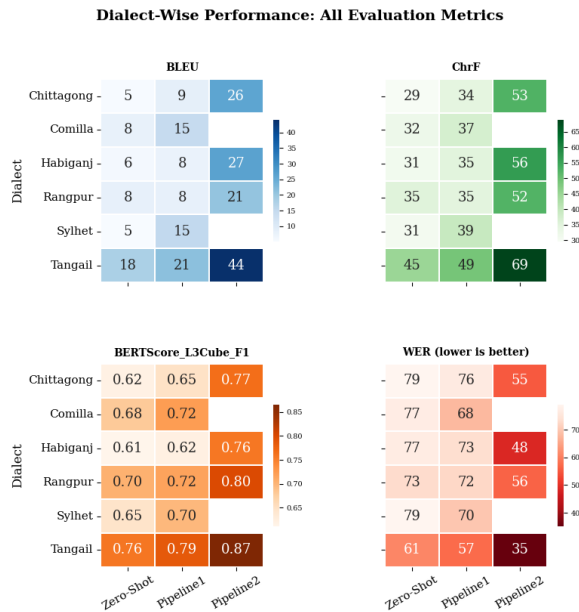 Dialect-Wise Performance: All Evaluation Metrics
BLEU
Dialect
Chittagong 5 9 26
Comilla 8 15
Habiganj 6 8 27
Rangpur 8 8 21
Sylhet 5 15
Tangail 18 21 44
40
35
30
25
20
15
10
ChrF
29 34 53
32 37
31 35 56
35 35 52
31 39
45 49 69
65
60
55
50
45
40
35
30
BERTScore_L3Cube_F1
Dialect
Chittagong 0.62 0.65 0.77
Comilla 0.68 0.72
Habiganj 0.61 0.62 0.76
Rangpur 0.70 0.72 0.80
Sylhet 0.65 0.70
Tangail 0.76 0.79 0.87
Zero-Shot Pipeline1 Pipeline2
0.85
0.80
0.75
0.70
0.65
WER (lower is better)
79 76 55
77 68
77 73 48
73 72 56
79 70
61 57 35
Zero-Shot Pipeline1 Pipeline2
70
60
50
40